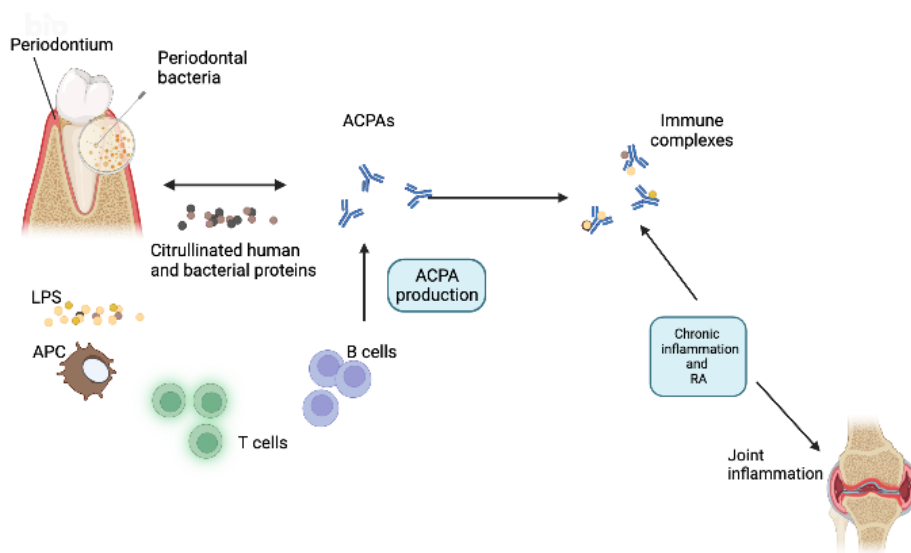 bio
Periodontium
Periodontal
bacteria
ACPAs
Immune
complexes
Citrullinated human
and bacterial proteins
ACPA
production
LPS
APC
B cells
T cells
Chronic
inflammation
and
RA
Joint
inflammation